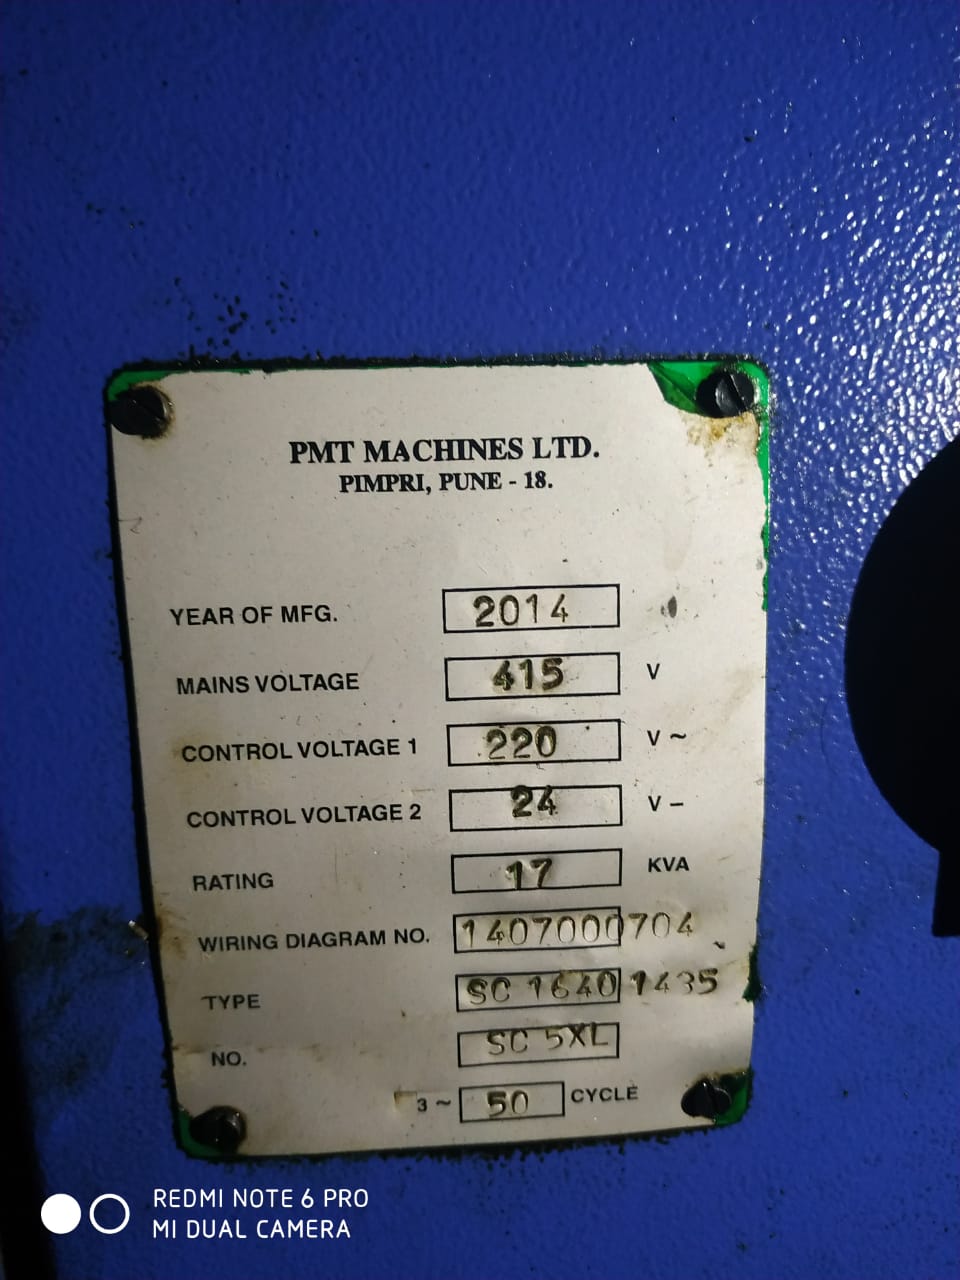 PMT MACHINES LTD.
PIMPRI, PUNE - 18.
YEAR OF MFG. 2014
MAINS VOLTAGE 415 V
CONTROL VOLTAGE 1 220 V ~
CONTROL VOLTAGE 2 24 V –
RATING 17 KVA
WIRING DIAGRAM NO. 1407000704
TYPE SC 1640 1435
NO. SC 5XL
3 ~ 50 CYCLE
REDMI NOTE 6 PRO
MI DUAL CAMERA